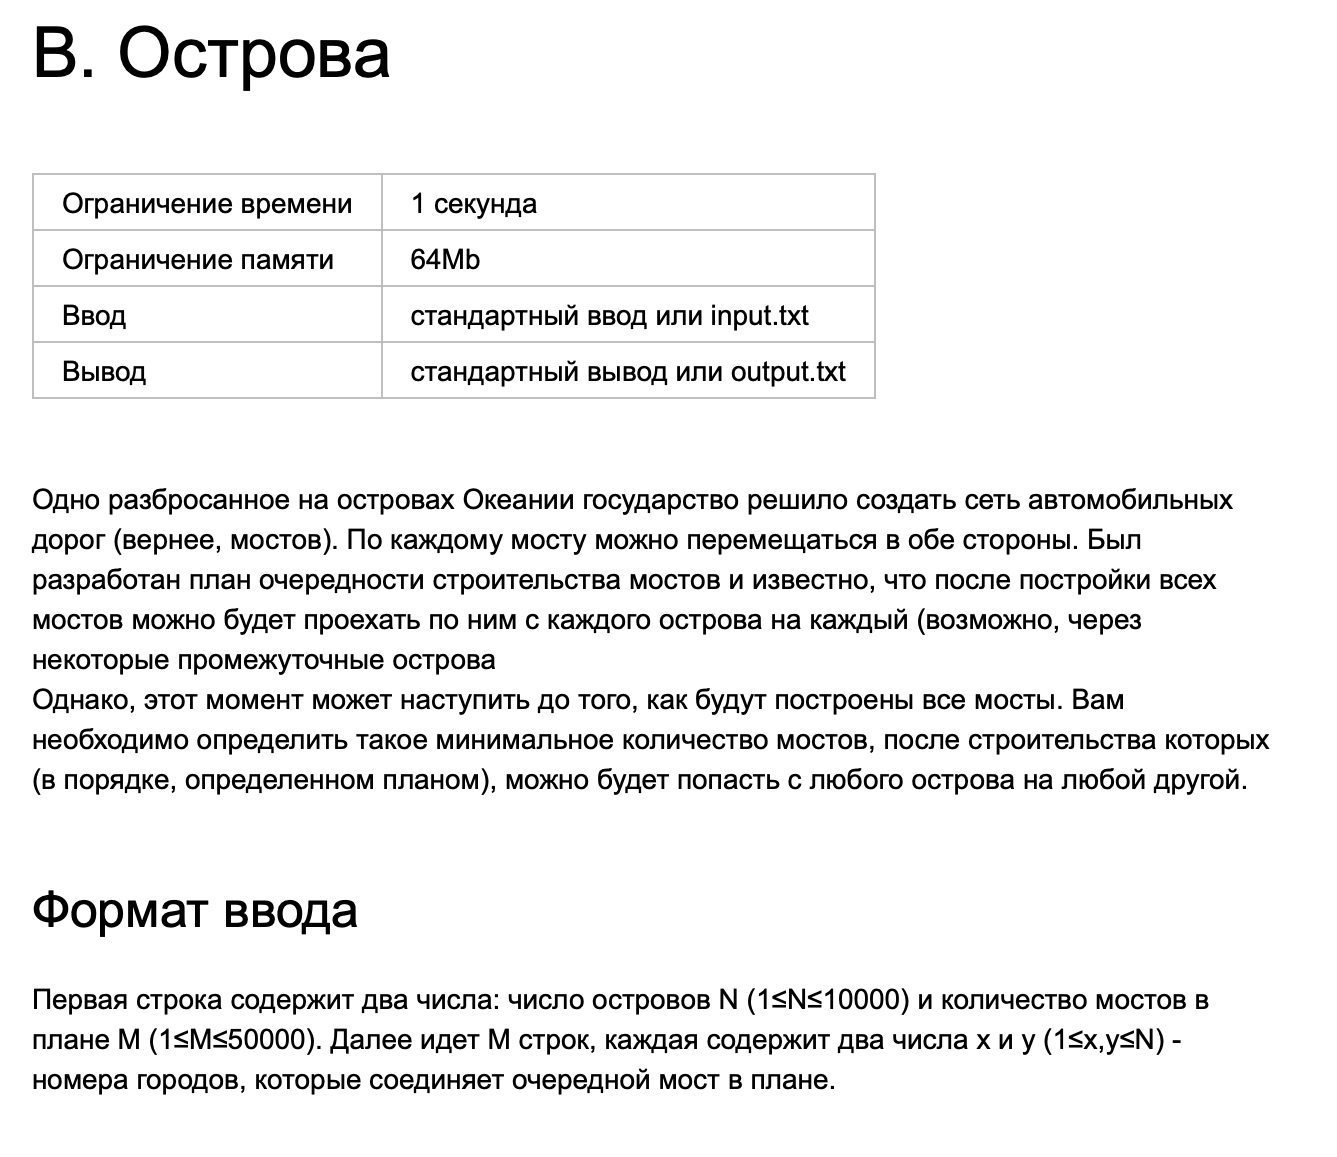 B. Острова
Ограничение времени 1 секунда
Ограничение памяти 64Mb
Ввод стандартный ввод или input.txt
Вывод стандартный вывод или output.txt
Одно разбросанное на островах Океании государство решило создать сеть автомобильных
дорог (вернее, мостов). По каждому мосту можно перемещаться в обе стороны. Был
разработан план очередности строительства мостов и известно, что после постройки всех
мостов можно будет проехать по ним с каждого острова на каждый (возможно, через
некоторые промежуточные острова
Однако, этот момент может наступить до того, как будут построены все мосты. Вам
необходимо определить такое минимальное количество мостов, после строительства которых
(в порядке, определенном планом), можно будет попасть с любого острова на любой другой.
Формат ввода
Первая строка содержит два числа: число островов N (1≤N≤10000) и количество мостов в
плане M (1≤M≤50000). Далее идет M строк, каждая содержит два числа x и y (1≤x,y≤N) -
номера городов, которые соединяет очередной мост в плане.